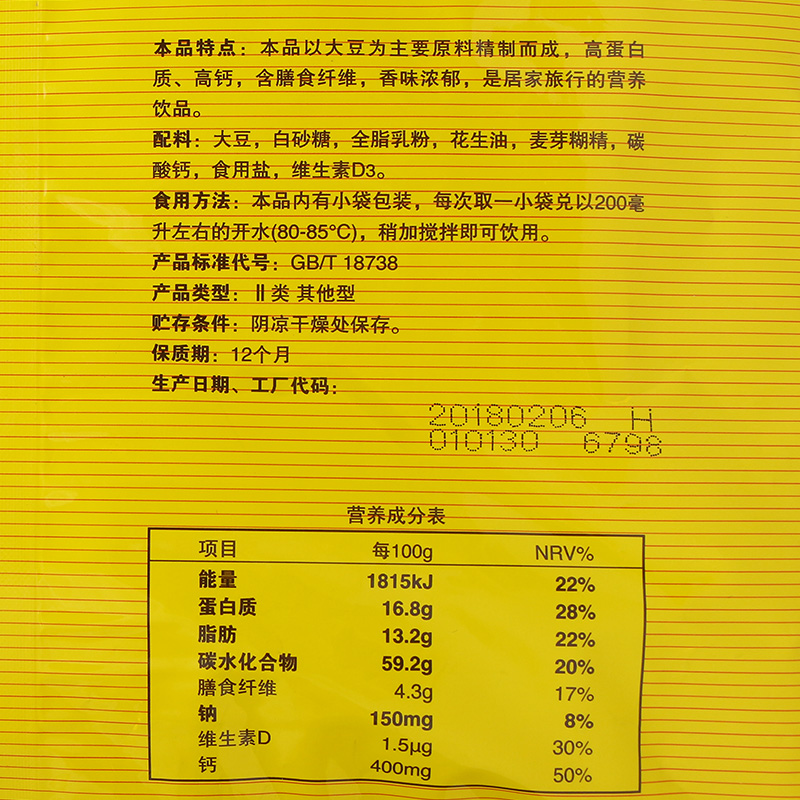 本品特点：本品以大豆为主要原料精制而成，高蛋白
质、高钙，含膳食纤维，香味浓郁，是居家旅行的营养
饮品。
配料：大豆，白砂糖，全脂乳粉，花生油，麦芽糊精，碳
酸钙，食用盐，维生素D3。
食用方法：本品内有小袋包装，每次取一小袋兑以200毫
升左右的开水(80-85°C)，稍加搅拌即可饮用。
产品标准代号：GB/T 18738
产品类型：Ⅱ类 其他型
贮存条件：阴凉干燥处保存。
保质期：12个月
生产日期、工厂代码：
20180206 H
010130 6798
营养成分表
项目 每100g NRV%
能量 1815kJ 22%
蛋白质 16.8g 28%
脂肪 13.2g 22%
碳水化合物 59.2g 20%
膳食纤维 4.3g 17%
钠 150mg 8%
维生素D 1.5μg 30%
钙 400mg 50%